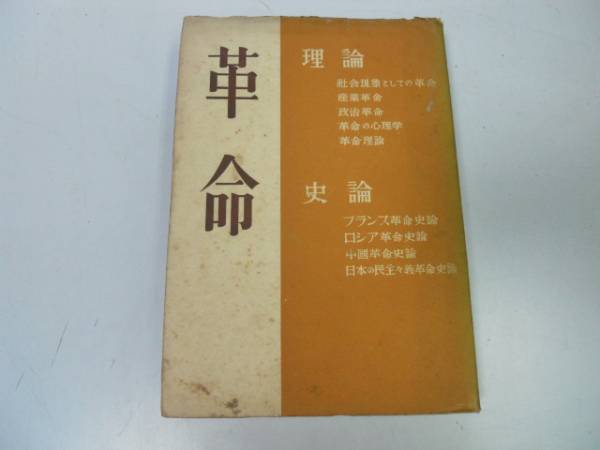 革命
理論
社会現象としての革命
産業革命
政治革命
革命の心理学
革命理論
史論
フランス革命史論
ロシア革命史論
中國革命史論
日本の民主々義革命史論